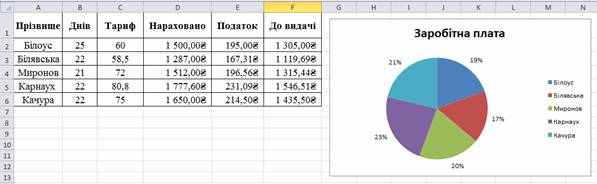 A B C D E F G H I J K L M N O
1 Прізвище Днів Тариф Нараховано Податок До видачі
2 Білоус 25 60 1 500,00₴ 195,00₴ 1 305,00₴
3 Білявська 22 58,5 1 287,00₴ 167,31₴ 1 119,69₴
4 Миронов 21 72 1 512,00₴ 196,56₴ 1 315,44₴
5 Карнаух 22 80,8 1 777,60₴ 231,09₴ 1 546,51₴
6 Качура 22 75 1 650,00₴ 214,50₴ 1 435,50₴
7
8
9
10
11
12
13
Заробітна плата
19%
17%
20%
23%
21%
Білоус
Білявська
Миронов
Карнаух
Качура